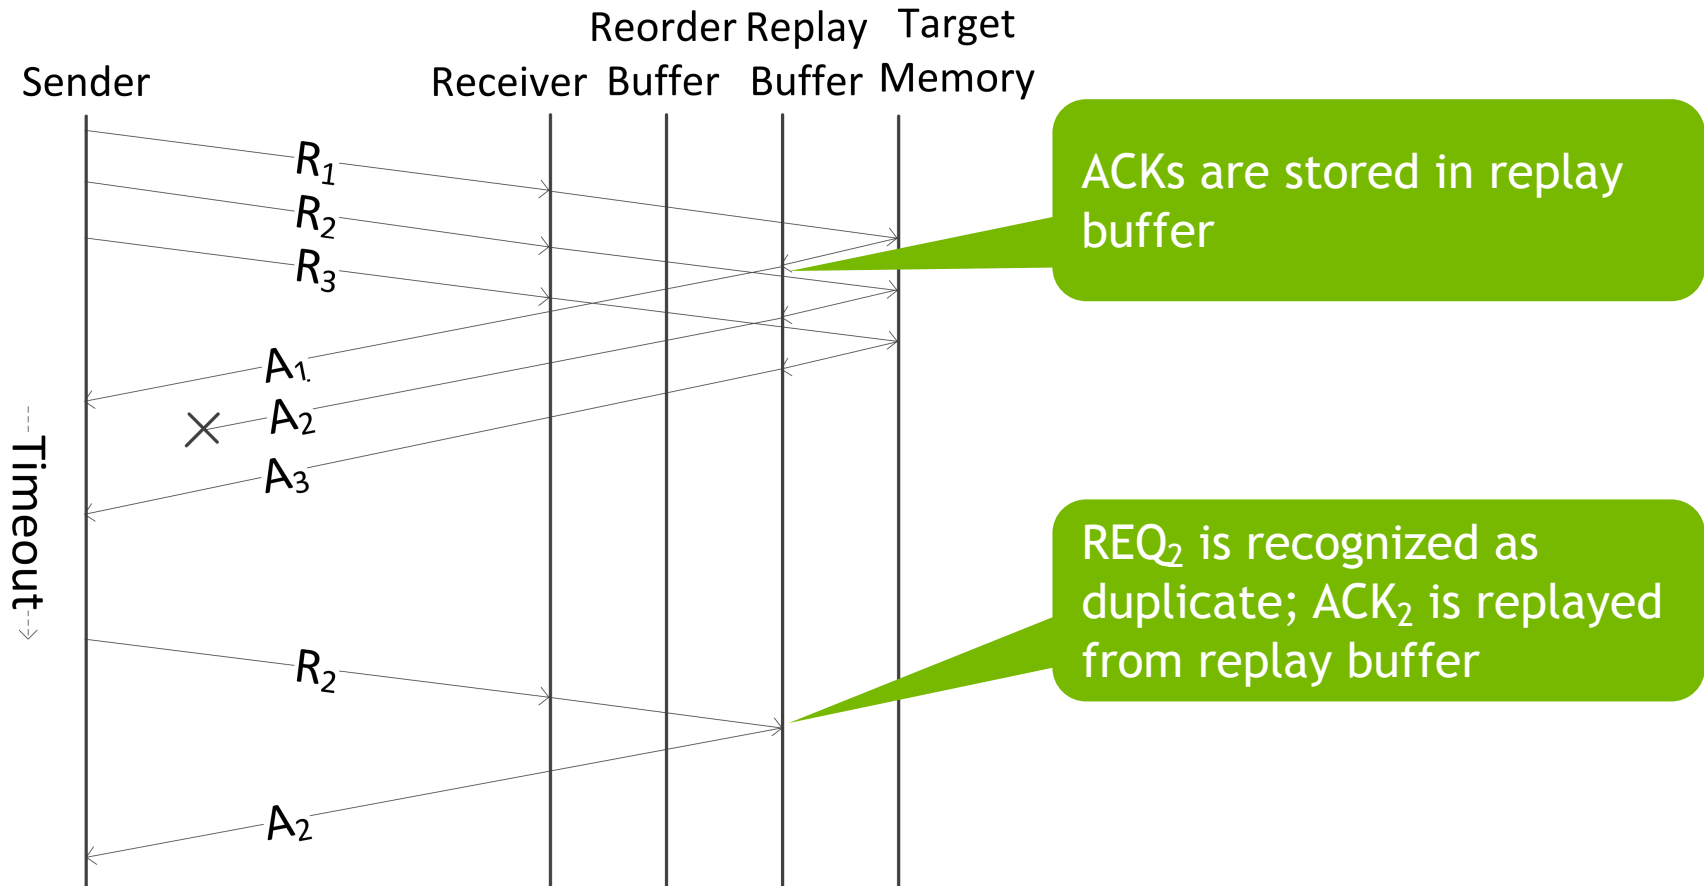 Sender
Receiver
Reorder
Buffer
Replay
Buffer
Target
Memory
R₁
R₂
R₃
A₁.
A₂
A₃
Timeout
R₂
A₂
ACKs are stored in replay
buffer
REQ₂ is recognized as
duplicate; ACK₂ is replayed
from replay buffer